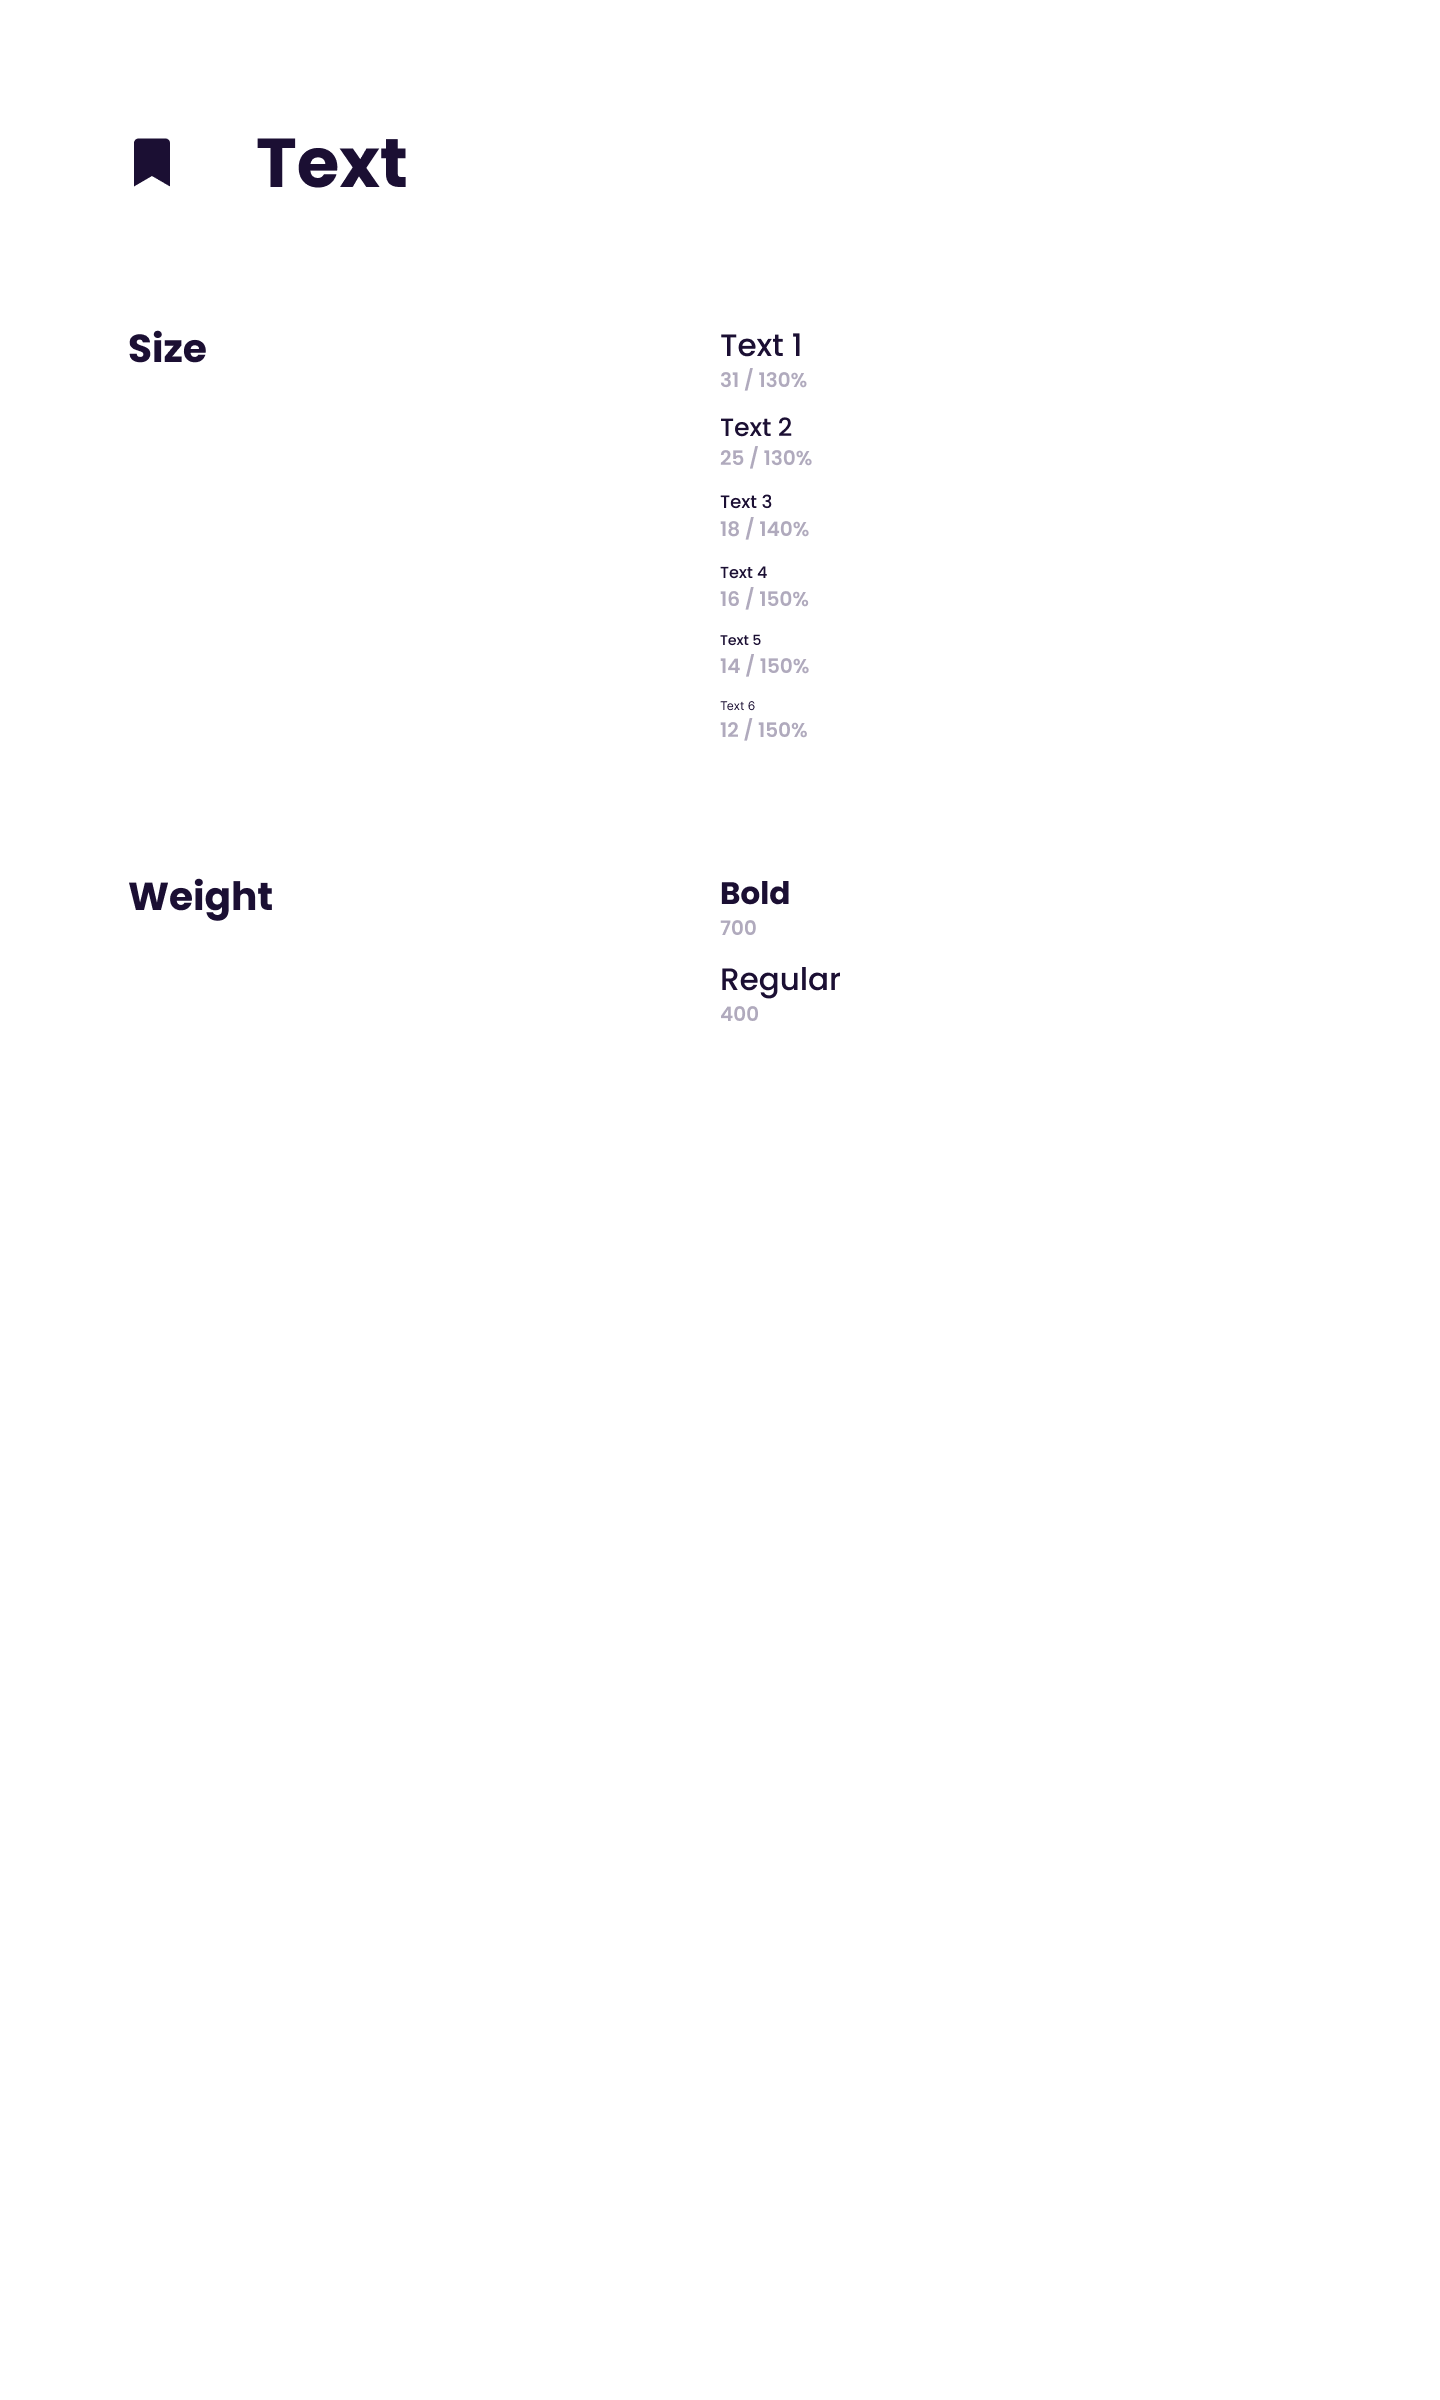 Text
Size
Text 1
31 / 130%
Text 2
25 / 130%
Text 3
18 / 140%
Text 4
16 / 150%
Text 5
14 / 150%
Text 6
12 / 150%
Weight
Bold
700
Regular
400